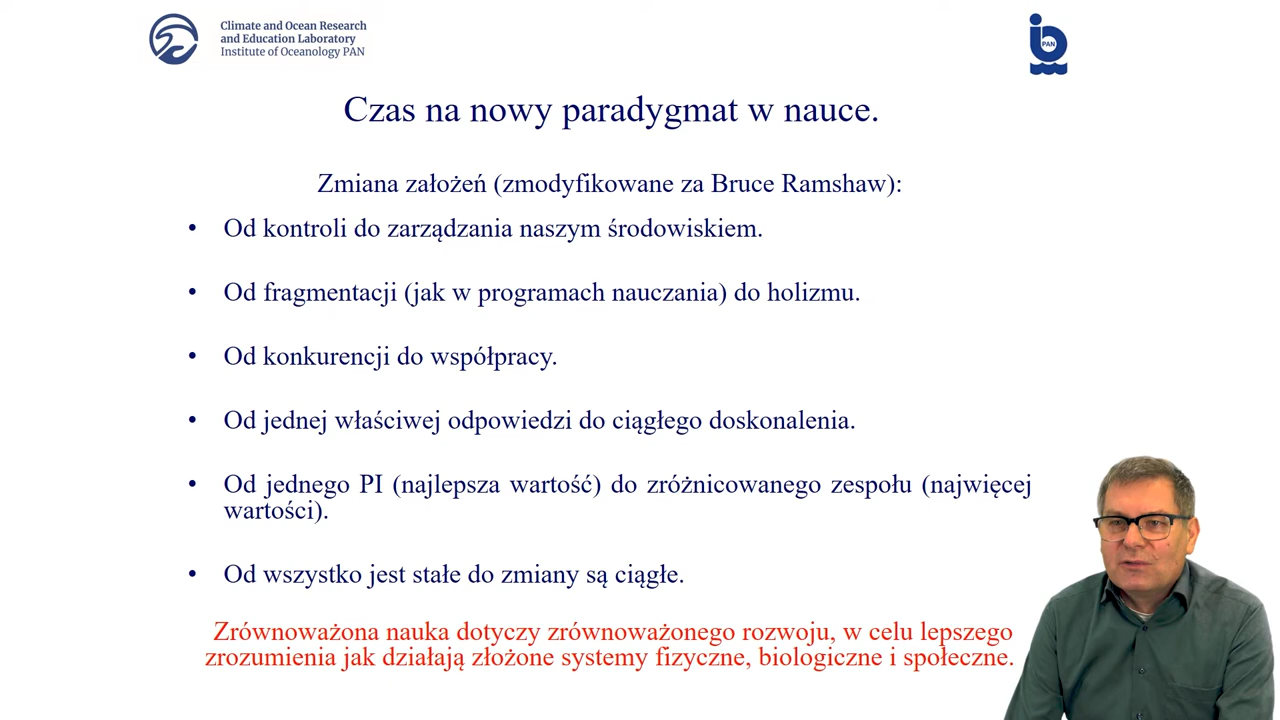 Climate and Ocean Research
and Education Laboratory
Institute of Oceanology PAN
PAN
Czas na nowy paradygmat w nauce.
Zmiana założeń (zmodyfikowane za Bruce Ramshaw):
• Od kontroli do zarządzania naszym środowiskiem.
• Od fragmentacji (jak w programach nauczania) do holizmu.
• Od konkurencji do współpracy.
• Od jednej właściwej odpowiedzi do ciągłego doskonalenia.
• Od jednego PI (najlepsza wartość) do zróżnicowanego zespołu (najwięcej
wartości).
• Od wszystko jest stałe do zmiany są ciągłe.
Zrównoważona nauka dotyczy zrównoważonego rozwoju, w celu lepszego
zrozumienia jak działają złożone systemy fizyczne, biologiczne i społeczne.